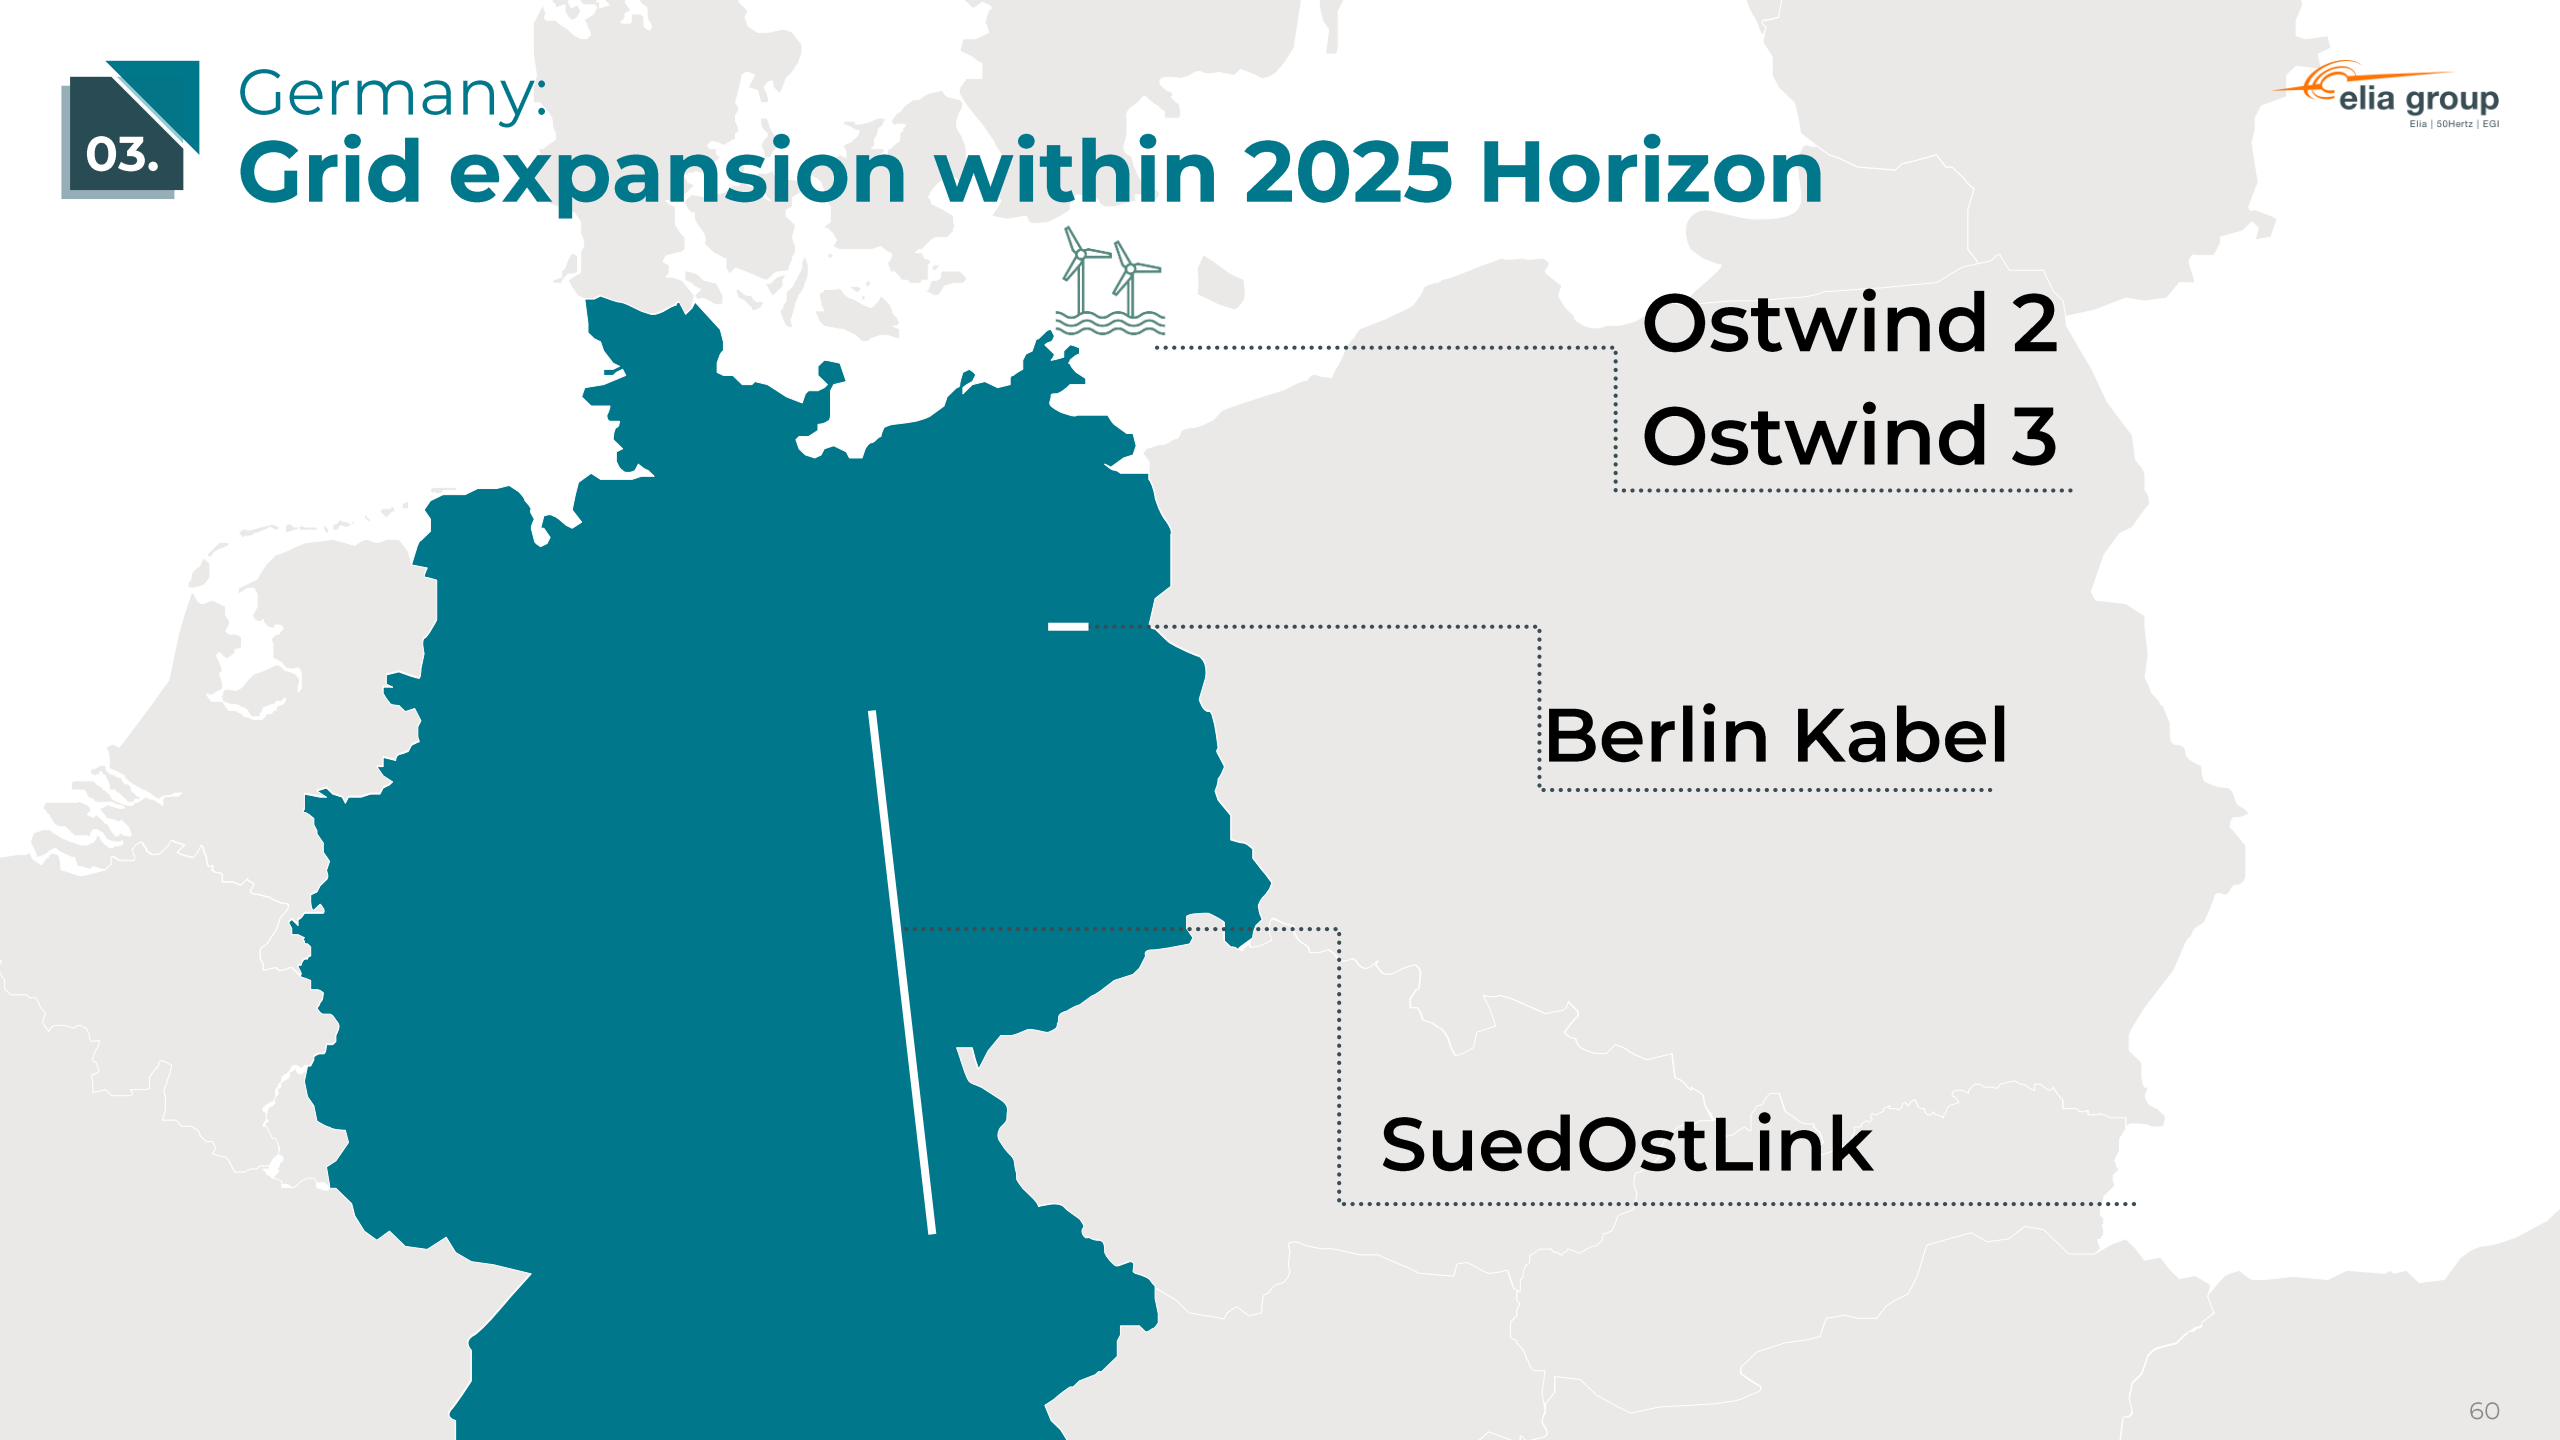 03.
Germany:
Grid expansion within 2025 Horizon
elia group
Elia | 50Hertz | EGI
Ostwind 2
Ostwind 3
Berlin Kabel
SuedOstLink
60